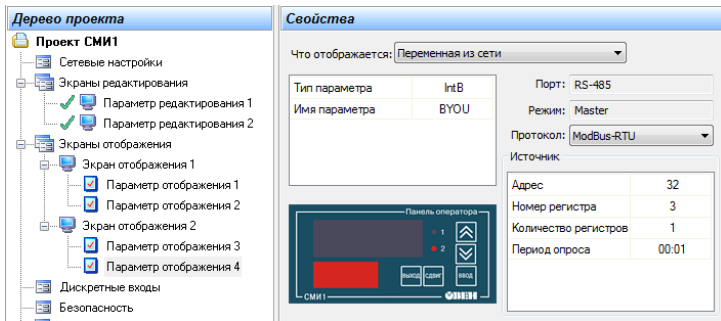 Дерево проекта
Проект СМИ1
Сетевые настройки
Экраны редактирования
Параметр редактирования 1
Параметр редактирования 2
Экраны отображения
Экран отображения 1
Параметр отображения 1
Параметр отображения 2
Экран отображения 2
Параметр отображения 3
Параметр отображения 4
Дискретные входы
Безопасность
Свойства
Что отображается: Переменная из сети
Тип параметра IntB
Имя параметра BYOU
Порт: RS-485
Режим: Master
Протокол: ModBus-RTU
Источник
Адрес 32
Номер регистра 3
Количество регистров 1
Период опроса 00:01
Панель оператора
1
2
ВЫХОД СДВИГ ВВОД
СМИ1 ОВЕН